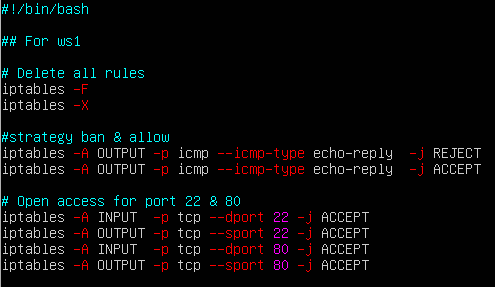 #!/bin/bash
## For ws1
# Delete all rules
iptables -F
iptables -X
#strategy ban & allow
iptables -A OUTPUT -p icmp --icmp-type echo-reply  -j REJECT
iptables -A OUTPUT -p icmp --icmp-type echo-reply  -j ACCEPT
# Open access for port 22 & 80
iptables -A INPUT  -p tcp --dport 22 -j ACCEPT
iptables -A OUTPUT -p tcp --sport 22 -j ACCEPT
iptables -A INPUT  -p tcp --dport 80 -j ACCEPT
iptables -A OUTPUT -p tcp --sport 80 -j ACCEPT